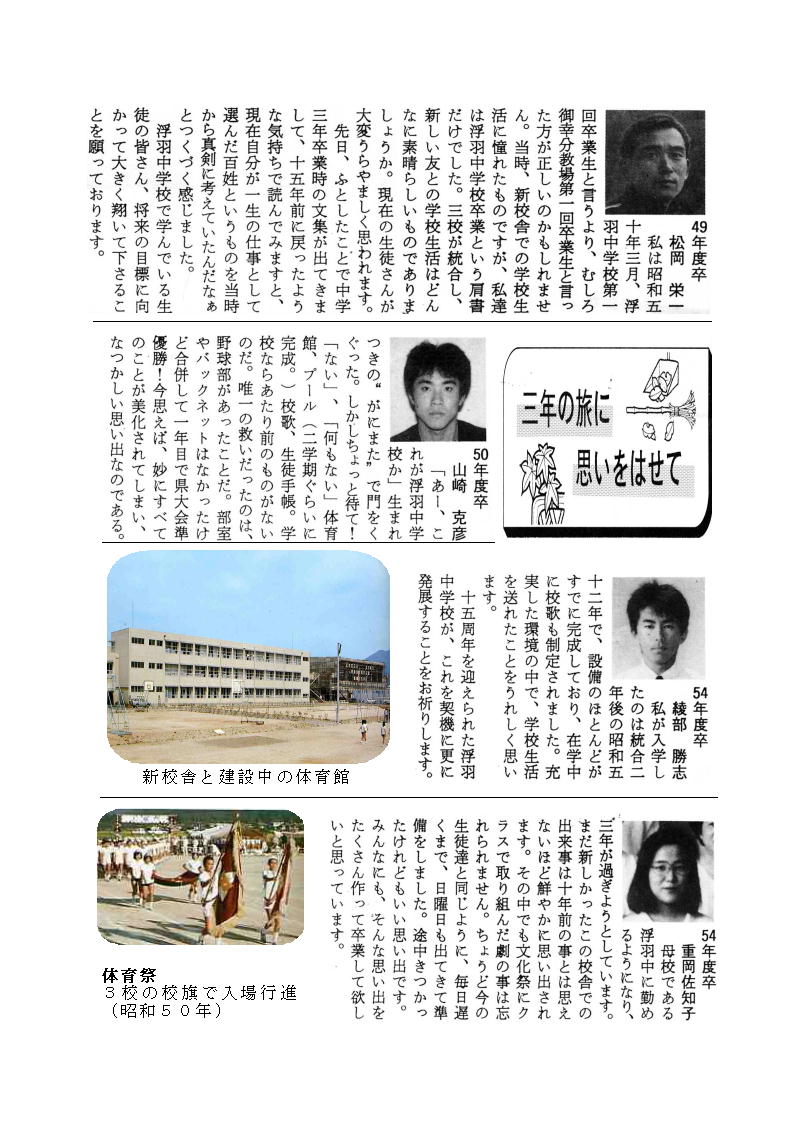 49年度卒
松岡 栄一
私は昭和五
十年三月、浮
羽中学校第一
回卒業生と言うより、むしろ
御幸分教場第一回卒業生と言っ
た方が正しいのかもしれませ
ん。当時、新校舎での学校生
活に憧れたものですが、私達
は浮羽中学校卒業という肩書
だけでした。三校が統合し、
新しい友との学校生活はどん
なに素晴らしいものでありま
しょうか。現在の生徒さんが
大変うらやましく思われます。
先日、ふとしたことで中学
三年卒業時の文集が出てきま
して、十五年前に戻ったよう
な気持ちで読んでみますと、
現在自分が一生の仕事として
選んだ百姓というものを当時
から真剣に考えていたんだなぁ
とつくづく感じました。
浮羽中学校で学んでいる生
徒の皆さん、将来の目標に向
かって大きく翔いて下さるこ
とを願っております。
三年の旅に
思いをはせて
50年度卒
山崎 克彦
「あー、こ
れが浮羽中学
校か」生まれ
つきの“がにまた”で門をく
ぐった。しかしちょっと待て！
「ない」、「何もない」体育
館、プール（二学期ぐらいに
完成。）校歌、生徒手帳。学
校ならあたり前のものがない
のだ。唯一の救いだったのは、
野球部があったことだ。部室
やバックネットはなかったけ
ど合併して一年目で県大会準
優勝！今思えば、妙にすべて
のことが美化されてしまい、
なつかしい思い出なのである。
54年度卒
綾部 勝志
私が入学し
たのは統合二
年後の昭和五
十二年で、設備のほとんどが
すでに完成しており、在学中
に校歌も制定されました。充
実した環境の中で、学校生活
を送れたことをうれしく思い
ます。
十五周年を迎えられた浮羽
中学校が、これを契機に更に
発展することをお祈りします。
新校舎と建設中の体育館
54年度卒
重岡佐知子
母校である
浮羽中に勤め
るようになり、
三年が過ぎようとしています。
まだ新しかったこの校舎での
出来事は十年前の事とは思え
ないほど鮮やかに思い出され
ます。その中でも文化祭にク
ラスで取り組んだ劇の事は忘
れられません。ちょうど今の
生徒達と同じように、毎日遅
くまで、日曜日も出てきて準
備をしました。途中きつかっ
たけれどもいい思い出です。
みんなにも、そんな思い出を
たくさん作って卒業して欲し
いと思っています。
体育祭
３校の校旗で入場行進
（昭和５０年）